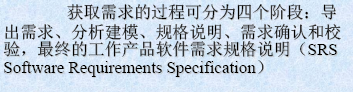 获取需求的过程可分为四个阶段：导
出需求、分析建模、规格说明、需求确认和校
验，最终的工作产品软件需求规格说明（SRS
Software Requirements Specification）